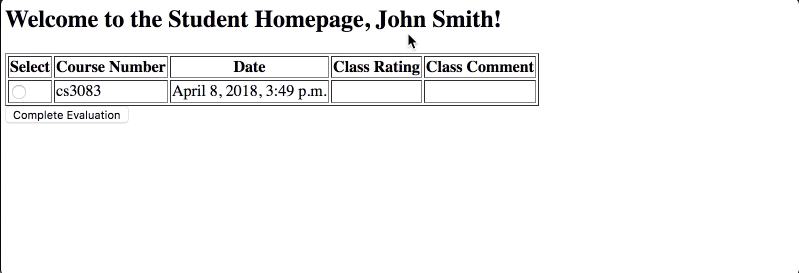 Welcome to the Student Homepage, John Smith!
Select Course Number Date Class Rating Class Comment
cs3083 April 8, 2018, 3:49 p.m.
Complete Evaluation